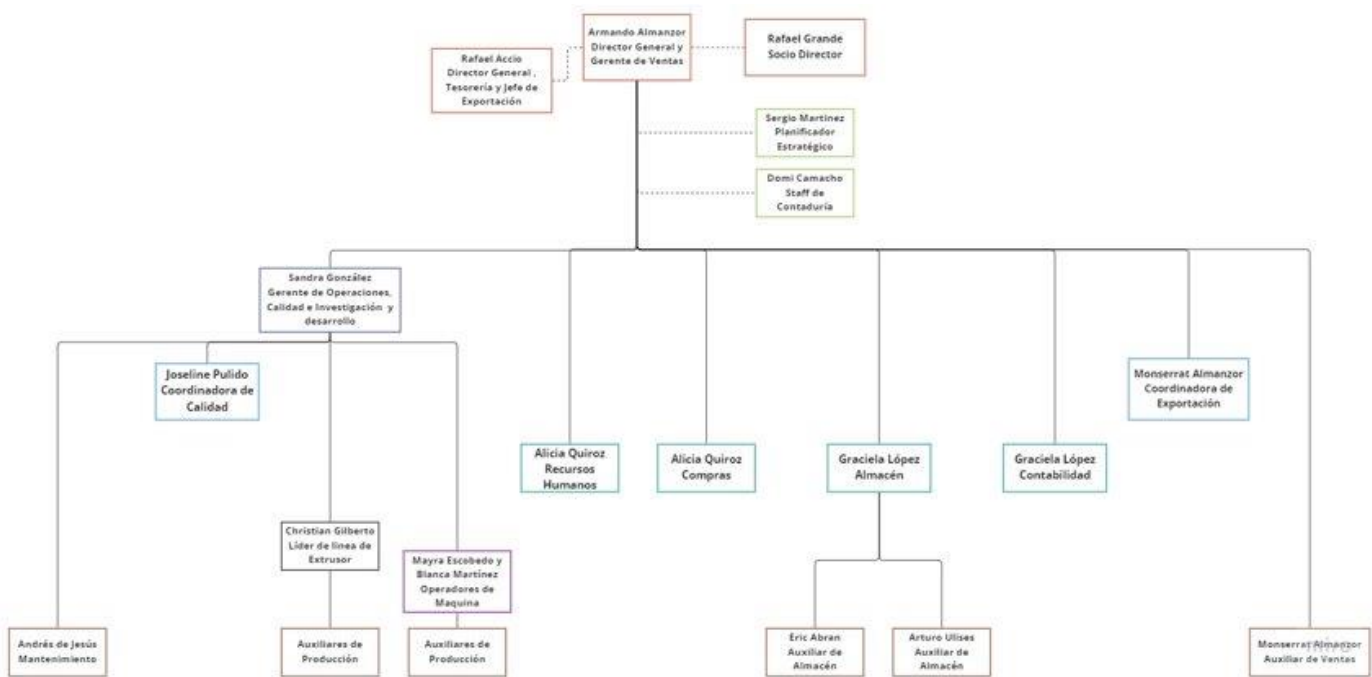 Armando Almanzor
Director General y
Gerente de Ventas
Rafael Grande
Socio Director
Rafael Accio
Director General ,
Tesorería y Jefe de
Exportación
Sergio Martínez
Planificador
Estratégico
Domi Camacho
Staff de
Contaduría
Sandra González
Gerente de Operaciones,
Calidad e Investigación y
desarrollo
Joseline Pulido
Coordinadora de
Calidad
Monserrat Almanzor
Coordinadora de
Exportación
Alicia Quiroz
Recursos
Humanos
Alicia Quiroz
Compras
Graciela López
Almacén
Graciela López
Contabilidad
Christian Gilberto
Líder de linea de
Extrusor
Mayra Escobedo y
Blanca Martínez
Operadores de
Maquina
Andrés de Jesús
Mantenimiento
Auxiliares de
Producción
Auxiliares de
Producción
Eric Abran
Auxiliar de
Almacén
Arturo Ulises
Auxiliar de
Almacén
Monserrat Almanzor
Auxiliar de Ventas
miro